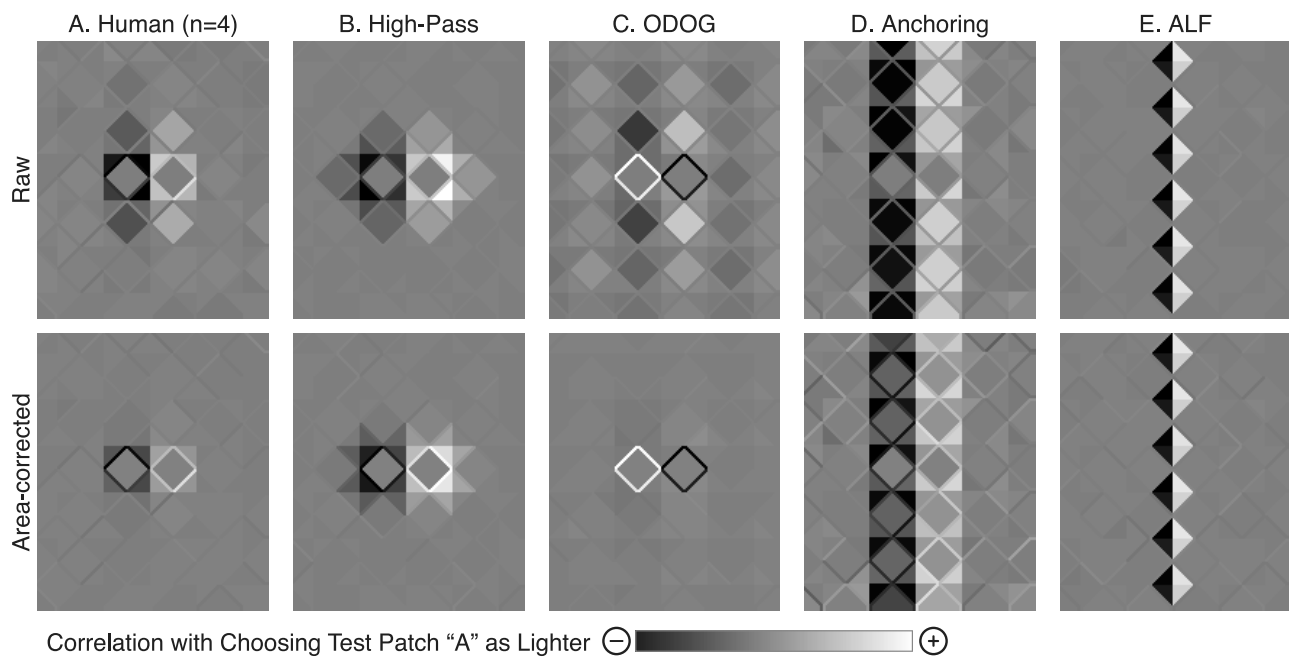 A. Human (n=4) B. High-Pass C. ODOG D. Anchoring E. ALF
Raw
Area-corrected
Correlation with Choosing Test Patch “A” as Lighter − +